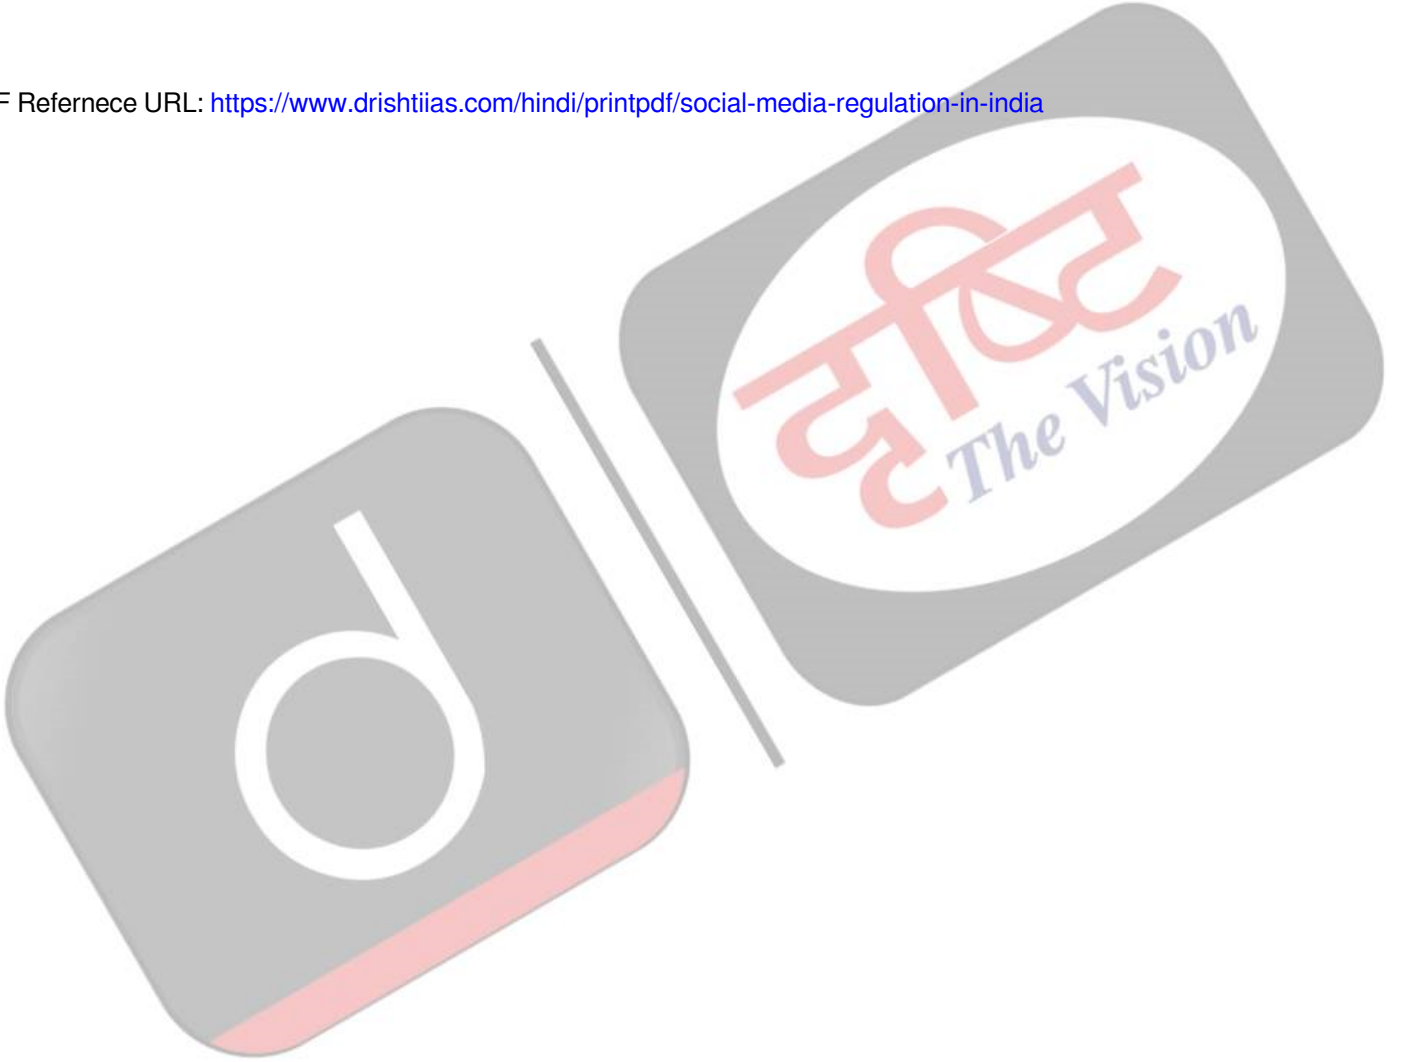 F Refernece URL: https://www.drishtiias.com/hindi/printpdf/social-media-regulation-in-india
दृष्टि
The Vision
d